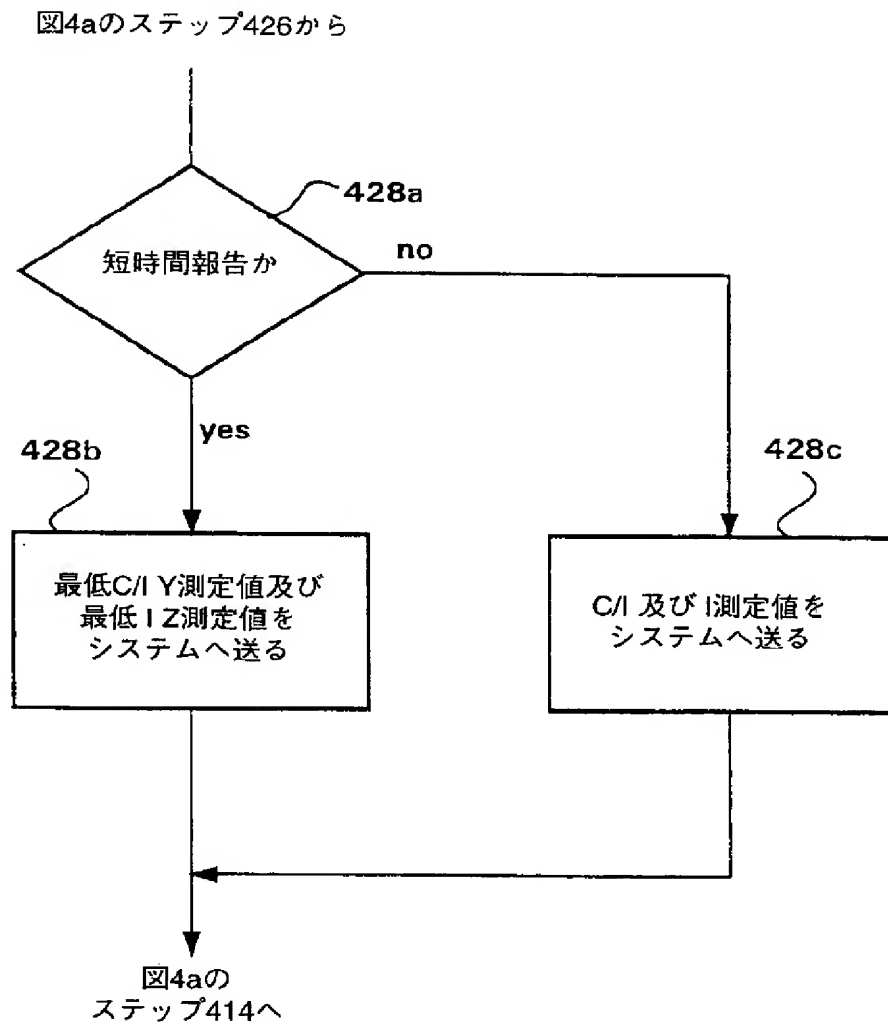 図4aのステップ426から
428a
短時間報告か
no
yes
428b
428c
最低C/I Y測定値及び
最低 I Z測定値を
システムへ送る
C/I 及び I測定値を
システムへ送る
図4aの
ステップ414へ